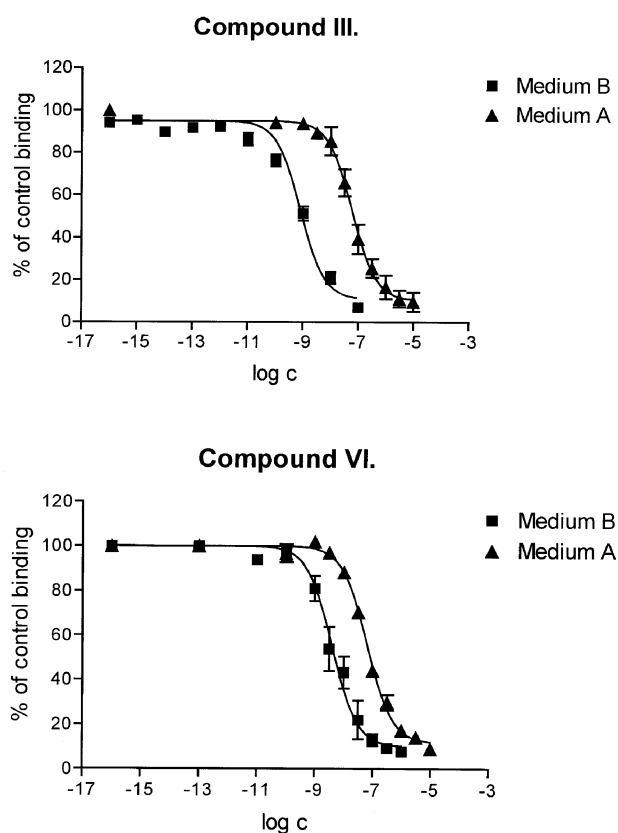 Compound III.
% of control binding
120
100
80
60
40
20
0
-17 -15 -13 -11 -9 -7 -5 -3
log c
Medium B
Medium A
Compound VI.
% of control binding
120
100
80
60
40
20
0
-17 -15 -13 -11 -9 -7 -5 -3
log c
Medium B
Medium A